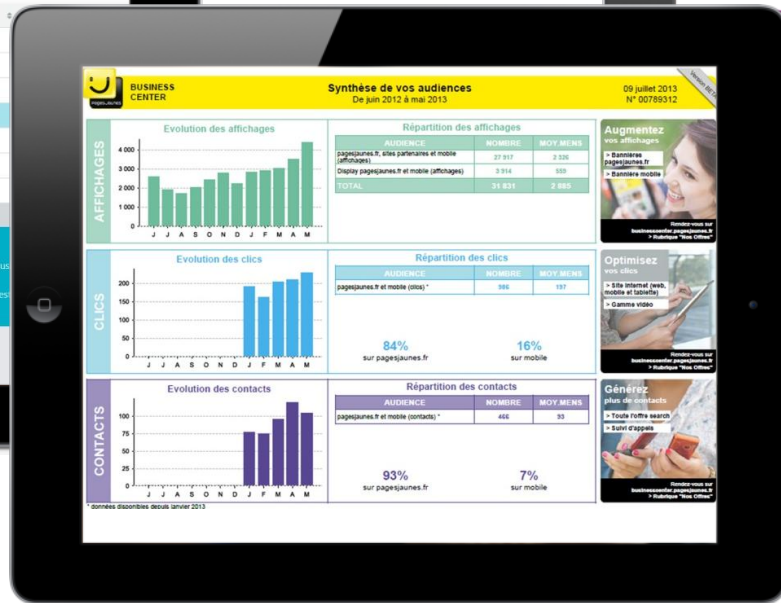 BUSINESS
CENTER
PAGESJAUNES
Synthèse de vos audiences
De juin 2012 à mai 2013
09 juillet 2013
N° 00789312
Version BETA
AFFICHAGES
Evolution des affichages
4 000
3 000
2 000
1 000
0
J J A S O N D J F M A M
Répartition des affichages
AUDIENCE NOMBRE MOY.MENS
pagesjaunes.fr, sites partenaires et mobile
(affichages) 27 917 2 326
Display pagesjaunes.fr et mobile (affichages) 3 914 559
TOTAL 31 831 2 885
Augmentez
vos affichages
> Bannières
pagesjaunes.fr
> Bannière mobile
Rendez-vous sur
businesscenter.pagesjaunes.fr
> Rubrique "Nos Offres"
CLICS
Evolution des clics
200
150
100
50
0
J J A S O N D J F M A M
Répartition des clics
AUDIENCE NOMBRE MOY.MENS
pagesjaunes.fr et mobile (clics) * 986 197
84%
sur pagesjaunes.fr
16%
sur mobile
Optimisez
vos clics
> Site Internet (web,
mobile et tablette)
> Gamme vidéo
Rendez-vous sur
businesscenter.pagesjaunes.fr
> Rubrique "Nos Offres"
CONTACTS
Evolution des contacts
100
75
50
25
0
J J A S O N D J F M A M
Répartition des contacts
AUDIENCE NOMBRE MOY.MENS
pagesjaunes.fr et mobile (contacts) * 466 93
93%
sur pagesjaunes.fr
7%
sur mobile
Générez
plus de contacts
> Toute l'offre search
> Suivi d'appels
Rendez-vous sur
businesscenter.pagesjaunes.fr
> Rubrique "Nos Offres"
* données disponibles depuis janvier 2013